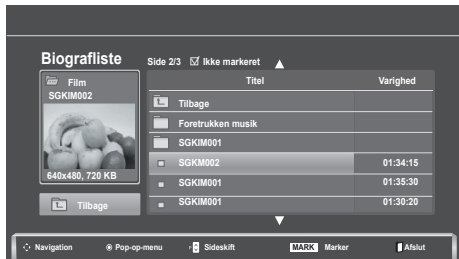 Biografliste
Side 2/3 ☑ Ikke markeret
Film
SGKIM002
640x480, 720 KB
Tilbage
Titel Varighed
Tilbage
Foretrukken musik
SGKIM001
SGKM002 01:34:15
SGKIM001 01:35:30
SGKIM001 01:30:20
Navigation Pop-op-menu Sideskift MARK Marker Afslut